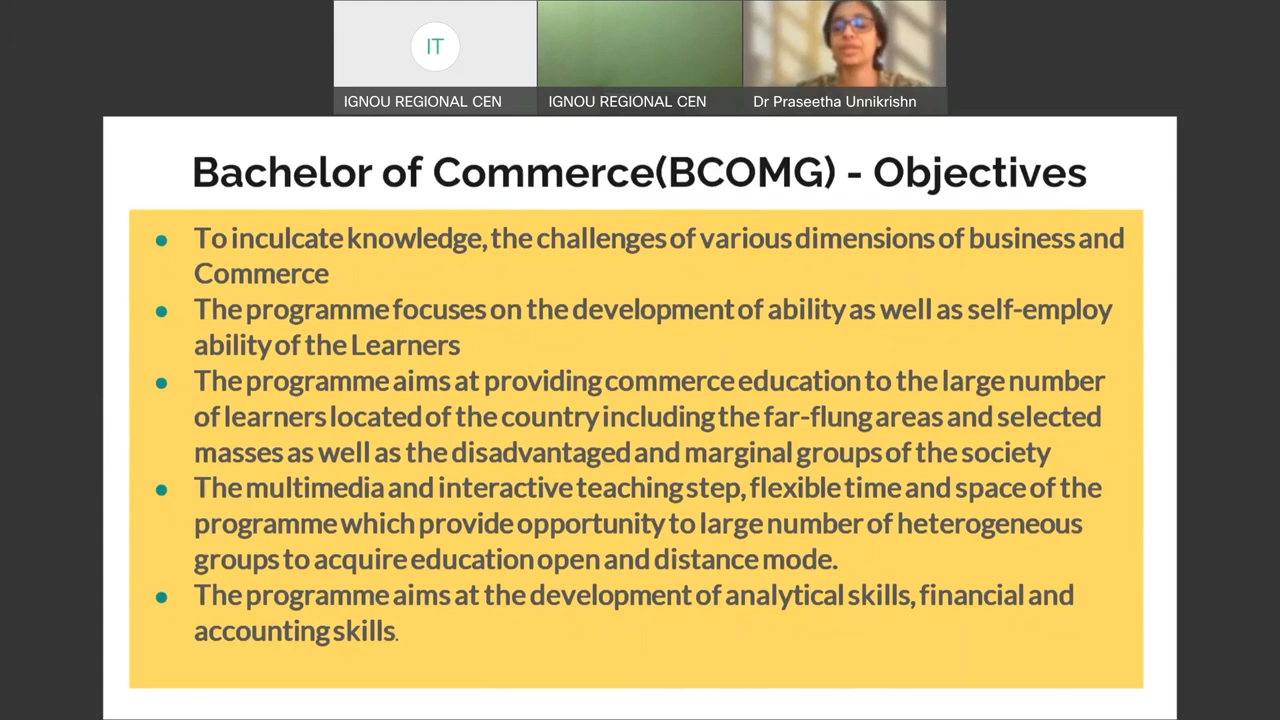 IT
IGNOU REGIONAL CEN
IGNOU REGIONAL CEN
Dr Praseetha Unnikrishn
Bachelor of Commerce(BCOMG) - Objectives
● To inculcate knowledge, the challenges of various dimensions of business and
Commerce
● The programme focuses on the development of ability as well as self-employ
ability of the Learners
● The programme aims at providing commerce education to the large number
of learners located of the country including the far-flung areas and selected
masses as well as the disadvantaged and marginal groups of the society
● The multimedia and interactive teaching step, flexible time and space of the
programme which provide opportunity to large number of heterogeneous
groups to acquire education open and distance mode.
● The programme aims at the development of analytical skills, financial and
accounting skills.